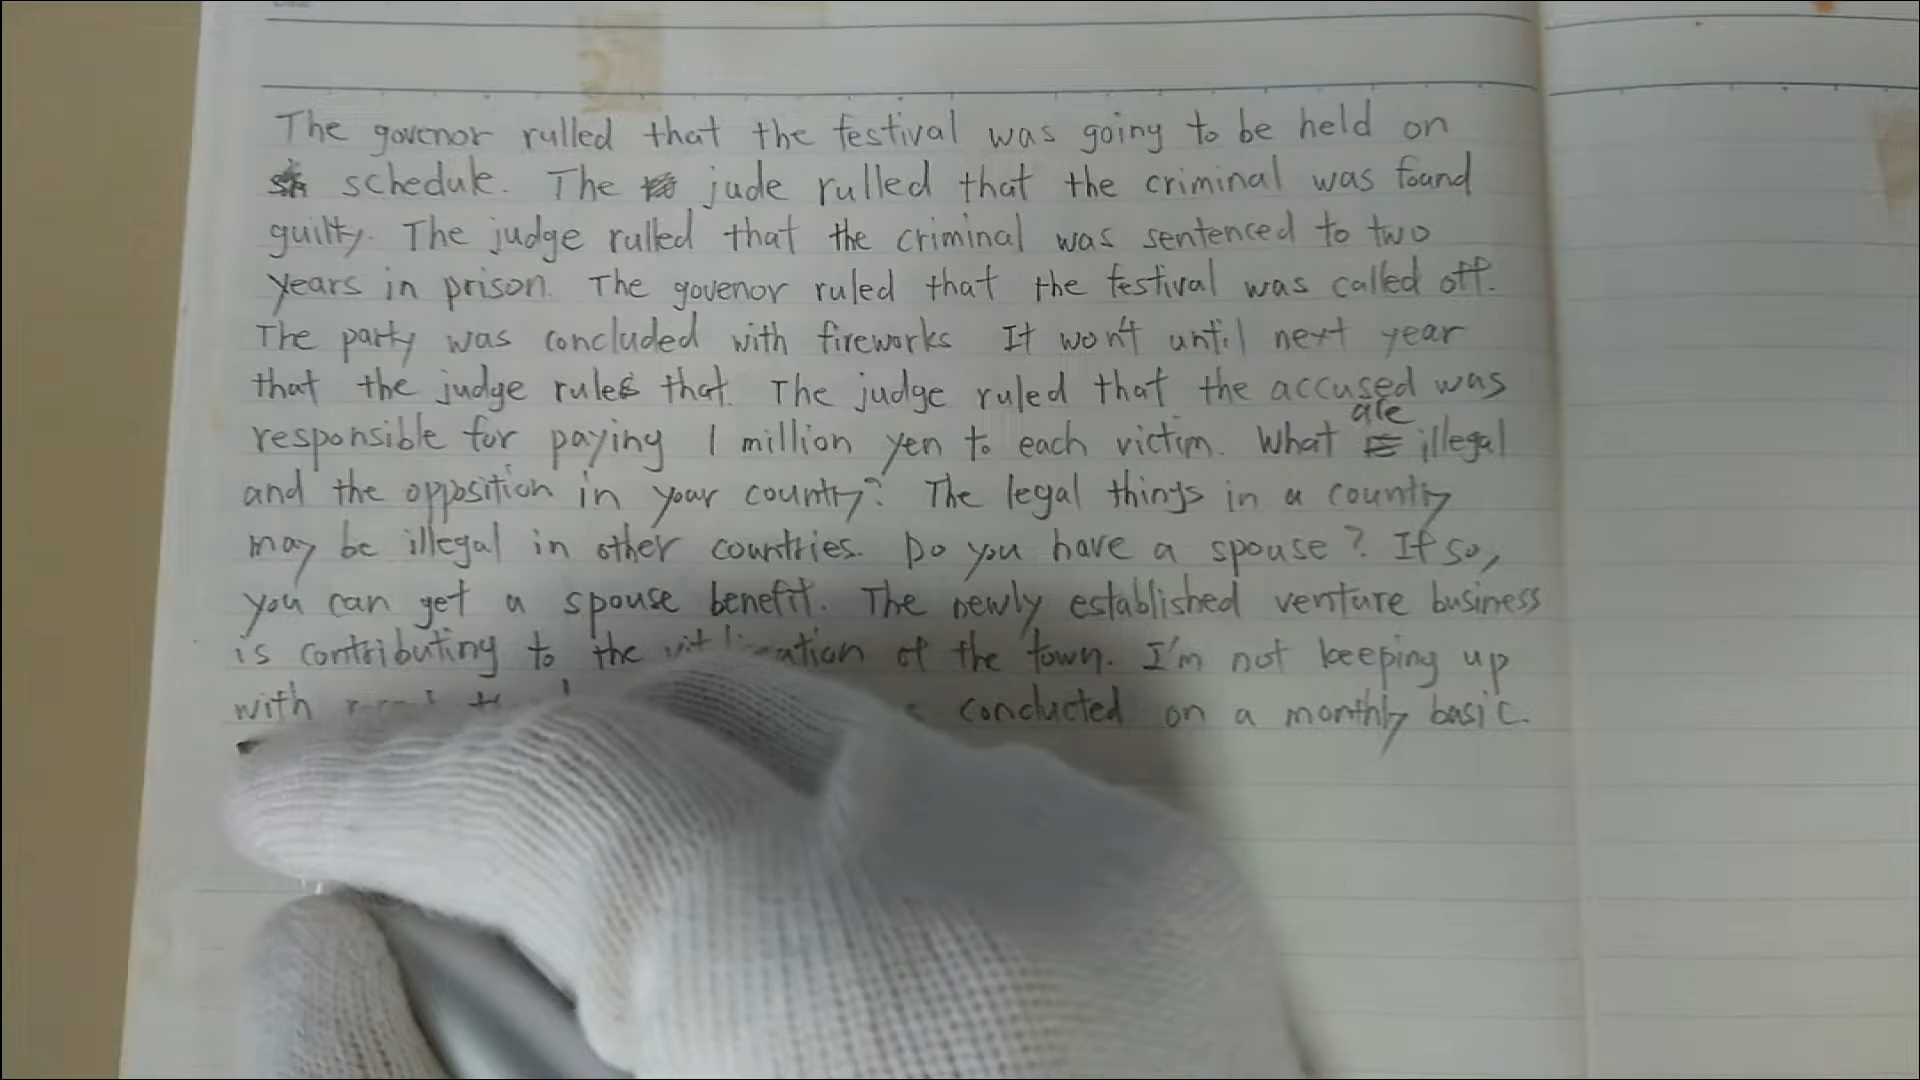 The govenor rulled that the festival was going to be held on
schedule. The jude rulled that the criminal was found
guilty. The judge rulled that the criminal was sentenced to two
years in prison. The govenor ruled that the festival was called off.
The party was concluded with fireworks It won't until next year
that the judge rules that. The judge ruled that the accused was
responsible for paying 1 million yen to each victim. What are illegal
and the opposition in your country? The legal things in a country
may be illegal in other countries. Do you have a spouse? If so,
you can get a spouse benefit. The newly established venture business
is contributing to the of the town. I'm not keeping up
with conducted on a monthly basic.